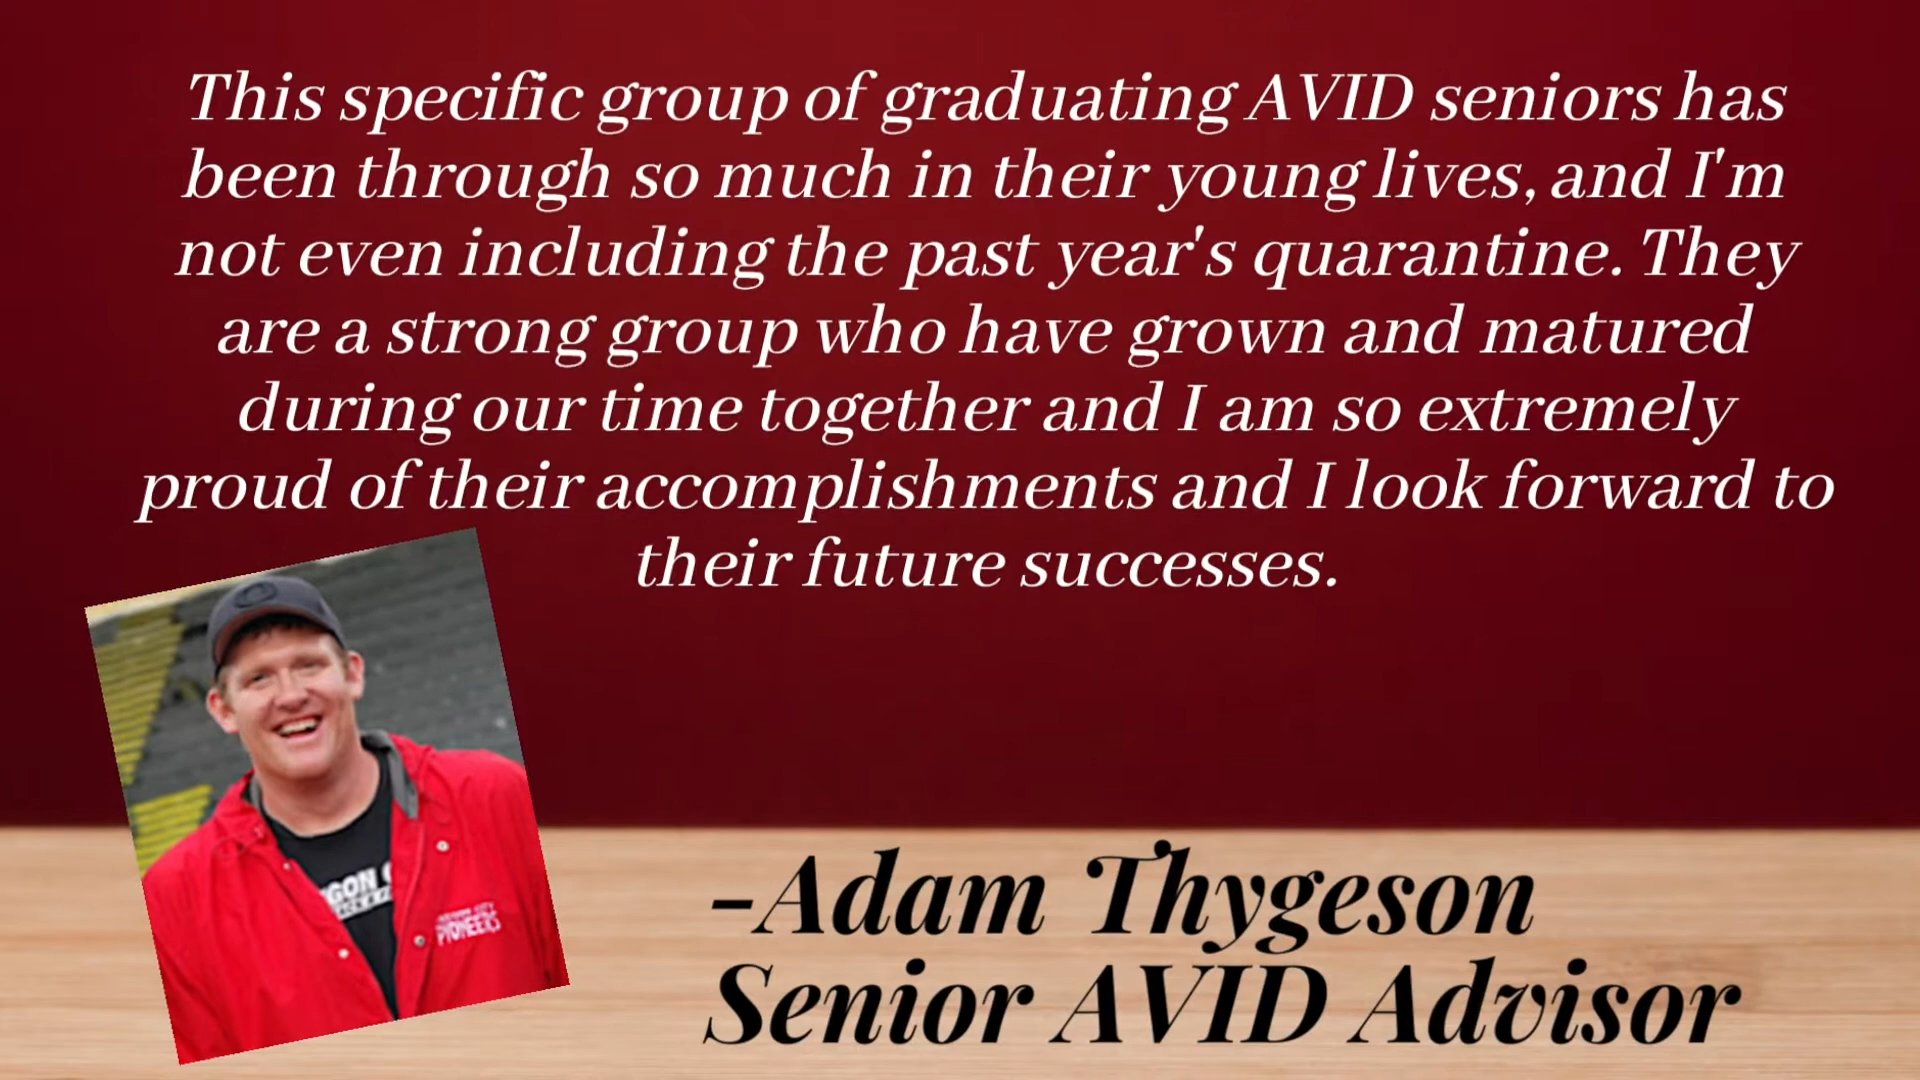 This specific group of graduating AVID seniors has
been through so much in their young lives, and I'm
not even including the past year's quarantine. They
are a strong group who have grown and matured
during our time together and I am so extremely
proud of their accomplishments and I look forward to
their future successes.
PIONEERS
-Adam Thygeson
Senior AVID Advisor